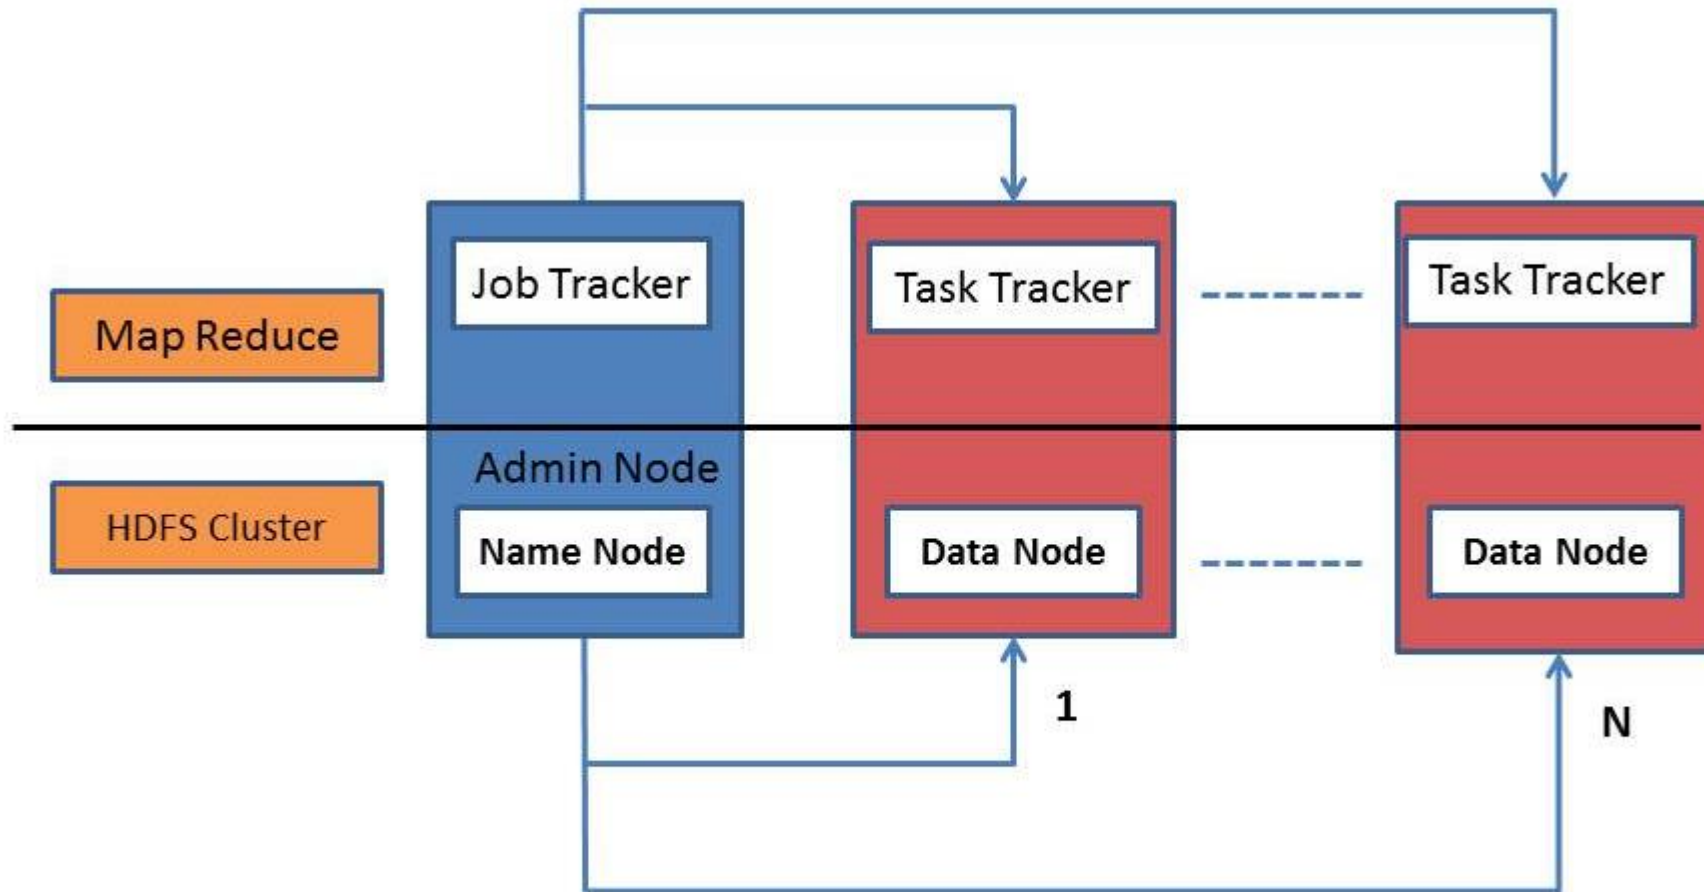 Job Tracker
Task Tracker
Task Tracker
Map Reduce
Admin Node
HDFS Cluster
Name Node
Data Node
Data Node
1
N